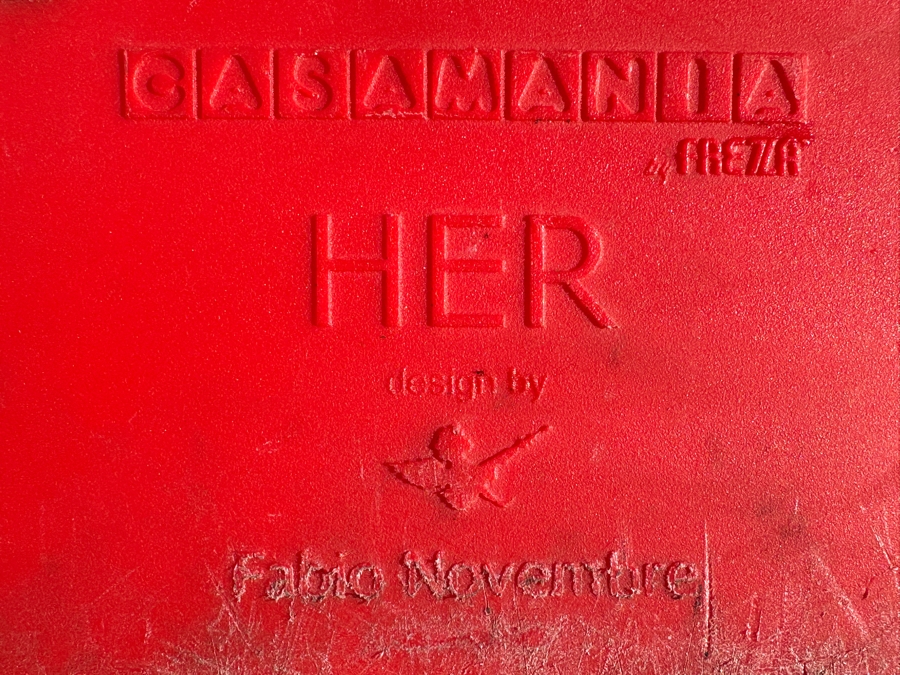 CASAMANIA
by FREZZA
HER
design by
Fabio Novembre